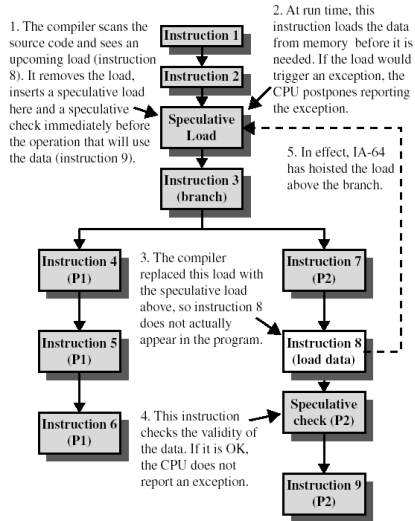 1. The compiler scans the
source code and sees an
upcoming load (instruction
8). It removes the load,
inserts a speculative load
here and a speculative
check immediately before
the operation that will use
the data (instruction 9).
Instruction 1
Instruction 2
Speculative
Load
Instruction 3
(branch)
2. At run time, this
instruction loads the data
from memory before it is
needed. If the load would
trigger an exception, the
CPU postpones reporting
the exception.
5. In effect, IA-64
has hoisted the load
above the branch.
Instruction 4
(P1)
Instruction 5
(P1)
Instruction 6
(P1)
3. The compiler
replaced this load with
the speculative load
above, so instruction 8
does not actually
appear in the program.
4. This instruction
checks the validity of
the data. If it is OK,
the CPU does not
report an exception.
Instruction 7
(P2)
Instruction 8
(load data)
Speculative
check (P2)
Instruction 9
(P2)